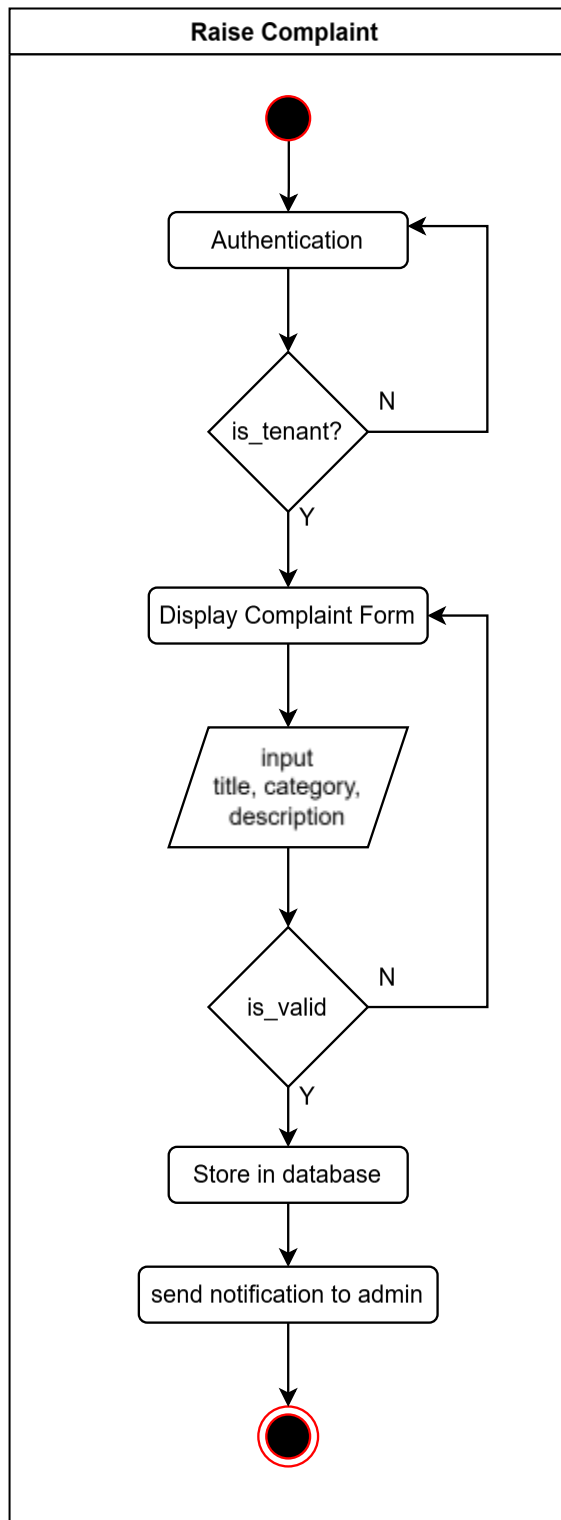 Raise Complaint
Authentication
is_tenant?
N
Y
Display Complaint Form
input
title, category,
description
is_valid
N
Y
Store in database
send notification to admin